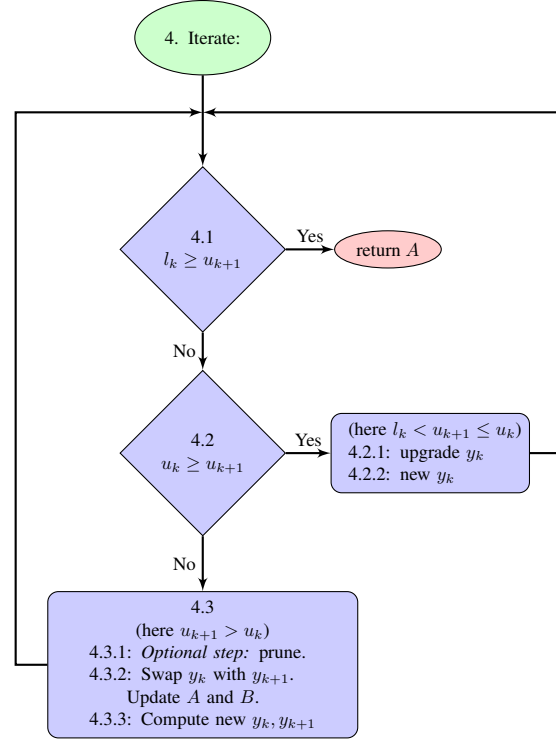 4. Iterate:
4.1
l_k ≥ u_{k+1}
Yes
return A
No
4.2
u_k ≥ u_{k+1}
Yes
(here l_k < u_{k+1} ≤ u_k)
4.2.1: upgrade y_k
4.2.2: new y_k
No
4.3
(here u_{k+1} > u_k)
4.3.1: Optional step: prune.
4.3.2: Swap y_k with y_{k+1}.
Update A and B.
4.3.3: Compute new y_k, y_{k+1}